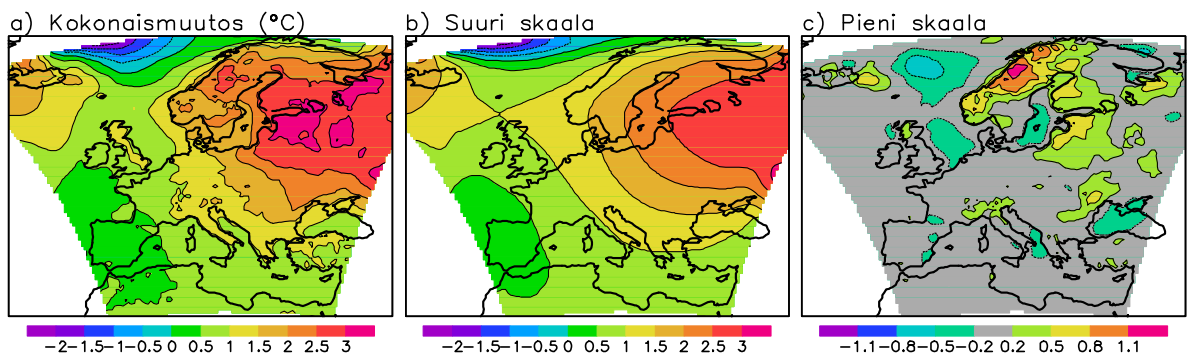 a) Kokonaismuutos (°C)
b) Suuri skaala
c) Pieni skaala
-2 -1.5 -1 -0.5 0 0.5 1 1.5 2 2.5 3
-2 -1.5 -1 -0.5 0 0.5 1 1.5 2 2.5 3
-1.1 -0.8 -0.5 -0.2 0.2 0.5 0.8 1.1